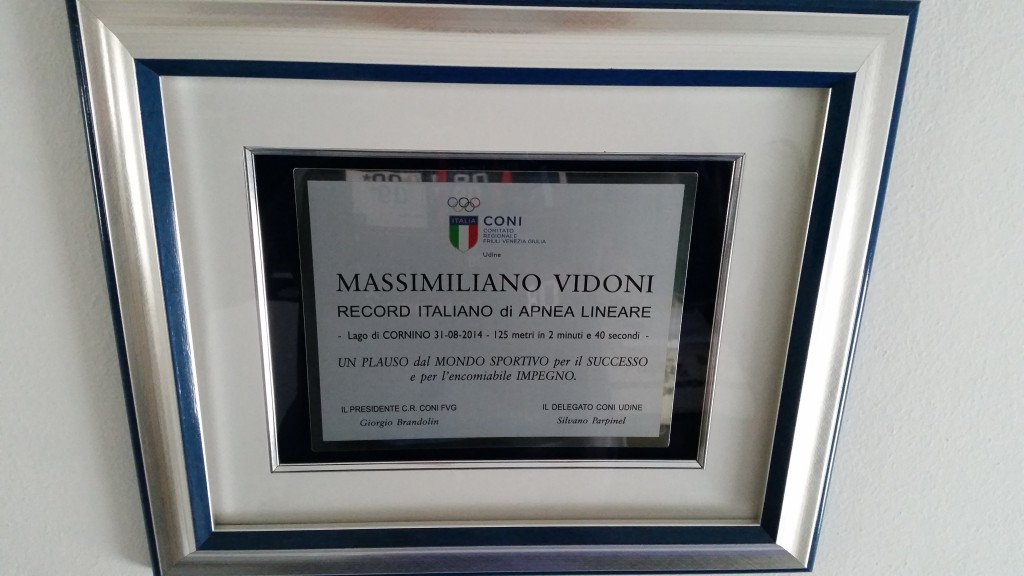 ITALIA
CONI
COMITATO
REGIONALE
FRIULI VENEZIA GIULIA
Udine
MASSIMILIANO VIDONI
RECORD ITALIANO di APNEA LINEARE
- Lago di CORNINO 31-08-2014 - 125 metri in 2 minuti e 40 secondi -
UN PLAUSO dal MONDO SPORTIVO per il SUCCESSO
e per l'encomiabile IMPEGNO.
IL PRESIDENTE C.R. CONI FVG
Giorgio Brandolin
IL DELEGATO CONI UDINE
Silvano Parpinel